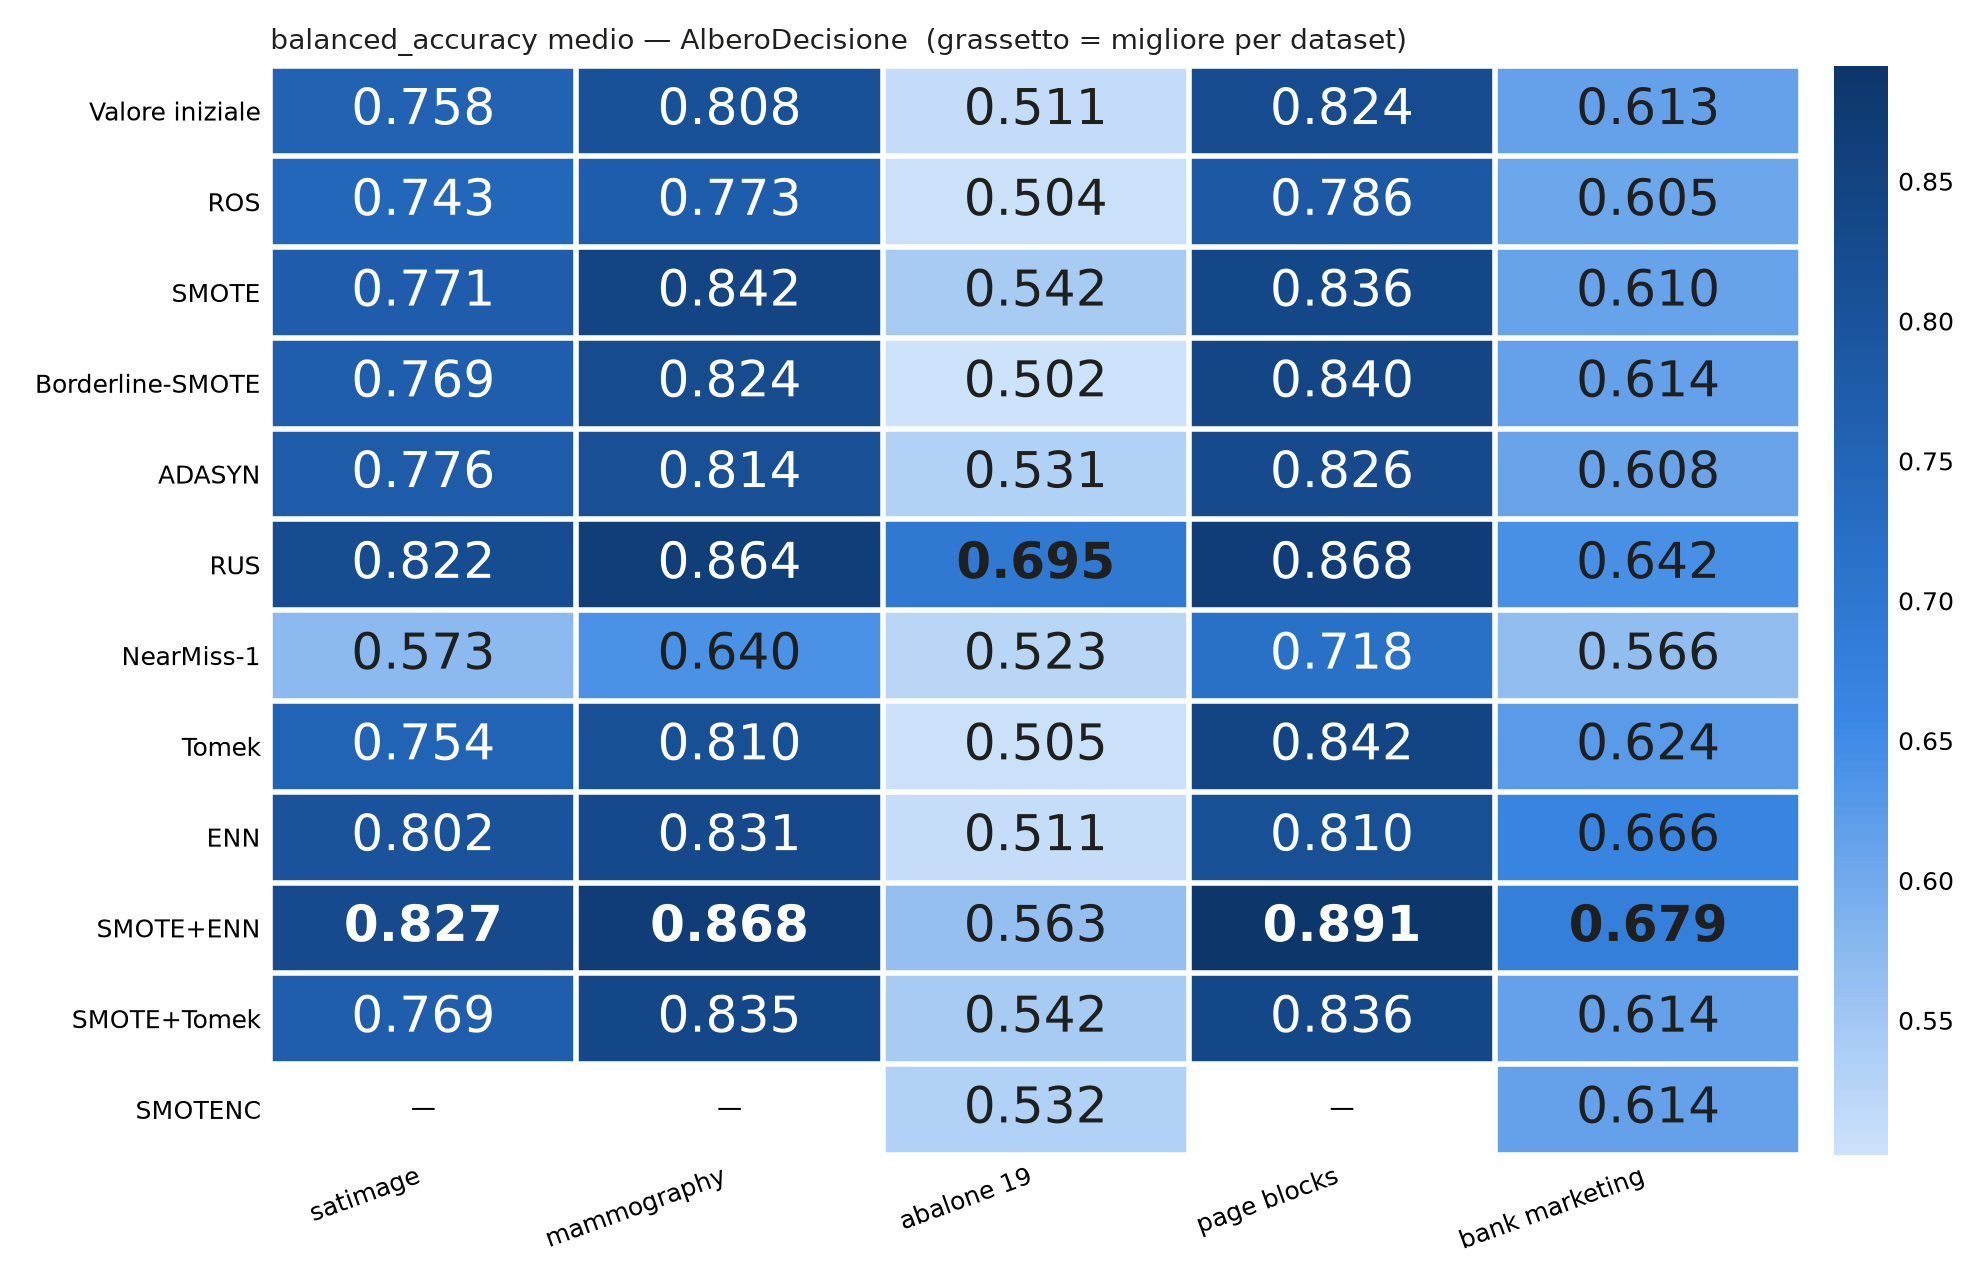 balanced_accuracy medio — AlberoDecisione  (grassetto = migliore per dataset)
Valore iniziale 0.758 0.808 0.511 0.824 0.613
ROS 0.743 0.773 0.504 0.786 0.605
SMOTE 0.771 0.842 0.542 0.836 0.610
Borderline-SMOTE 0.769 0.824 0.502 0.840 0.614
ADASYN 0.776 0.814 0.531 0.826 0.608
RUS 0.822 0.864 0.695 0.868 0.642
NearMiss-1 0.573 0.640 0.523 0.718 0.566
Tomek 0.754 0.810 0.505 0.842 0.624
ENN 0.802 0.831 0.511 0.810 0.666
SMOTE+ENN 0.827 0.868 0.563 0.891 0.679
SMOTE+Tomek 0.769 0.835 0.542 0.836 0.614
SMOTENC — — 0.532 — 0.614
satimage mammography abalone 19 page blocks bank marketing
0.85
0.80
0.75
0.70
0.65
0.60
0.55